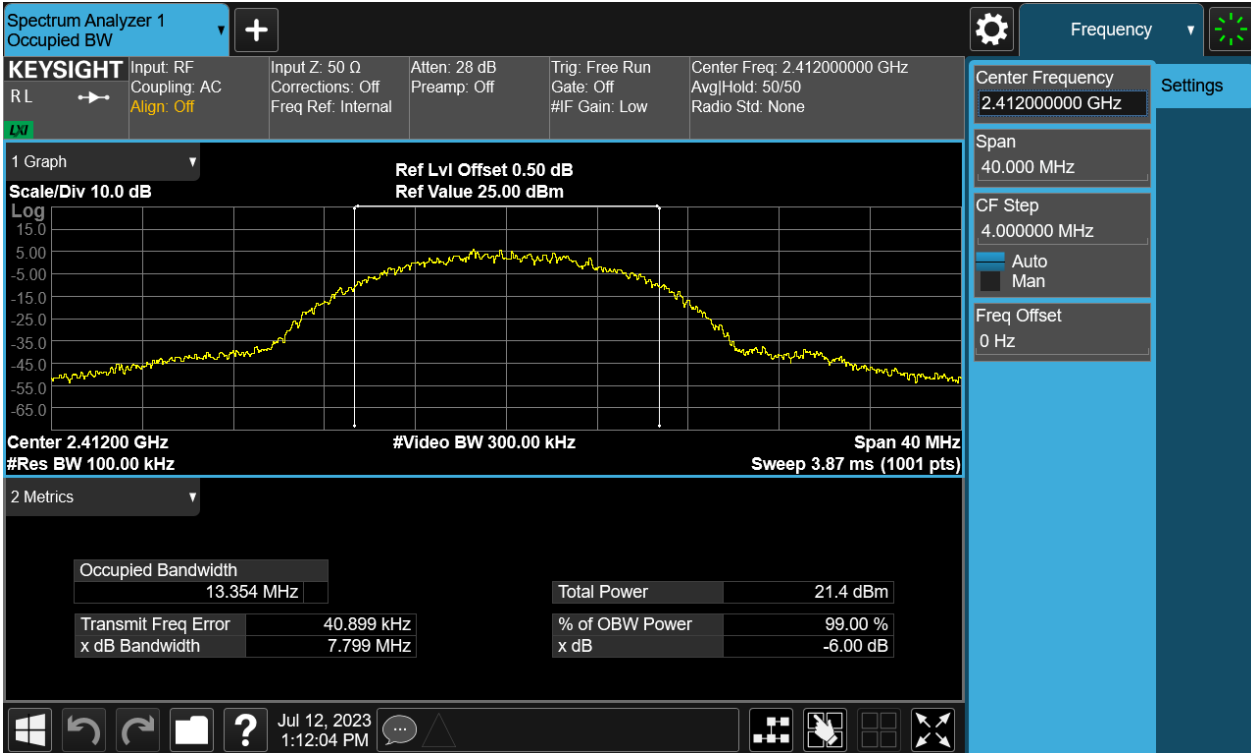 Spectrum Analyzer 1
Occupied BW
Frequency
KEYSIGHT
R L
LXI
Input: RF
Coupling: AC
Align: Off
Input Z: 50 Ω
Corrections: Off
Freq Ref: Internal
Atten: 28 dB
Preamp: Off
Trig: Free Run
Gate: Off
#IF Gain: Low
Center Freq: 2.412000000 GHz
Avg|Hold: 50/50
Radio Std: None
Center Frequency
2.412000000 GHz
Settings
Span
40.000 MHz
CF Step
4.000000 MHz
Auto
Man
Freq Offset
0 Hz
1 Graph
Scale/Div 10.0 dB
Ref Lvl Offset 0.50 dB
Ref Value 25.00 dBm
Log
15.0
5.00
-5.00
-15.0
-25.0
-35.0
-45.0
-55.0
-65.0
Center 2.41200 GHz
#Video BW 300.00 kHz
Span 40 MHz
#Res BW 100.00 kHz
Sweep 3.87 ms (1001 pts)
2 Metrics
Occupied Bandwidth
13.354 MHz
Total Power 21.4 dBm
Transmit Freq Error 40.899 kHz
% of OBW Power 99.00 %
x dB Bandwidth 7.799 MHz
x dB -6.00 dB
?
Jul 12, 2023
1:12:04 PM